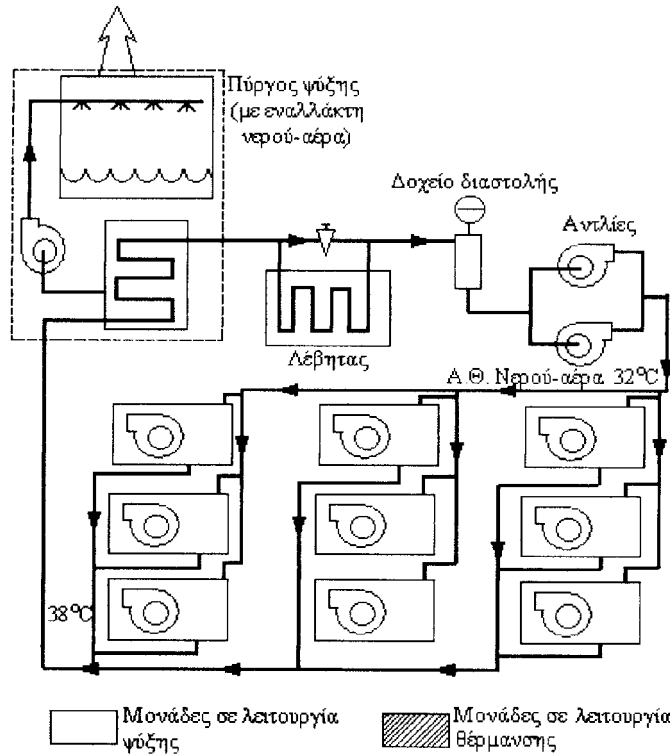 Πύργος ψύξης
(με εναλλάκτη
νερού-αέρα)
Δοχείο διαστολής
Αντλίες
Λέβητας
Α.Θ. Νερού-αέρα 32°C
38°C
Μονάδες σε λειτουργία
ψύξης
Μονάδες σε λειτουργία
θέρμανσης